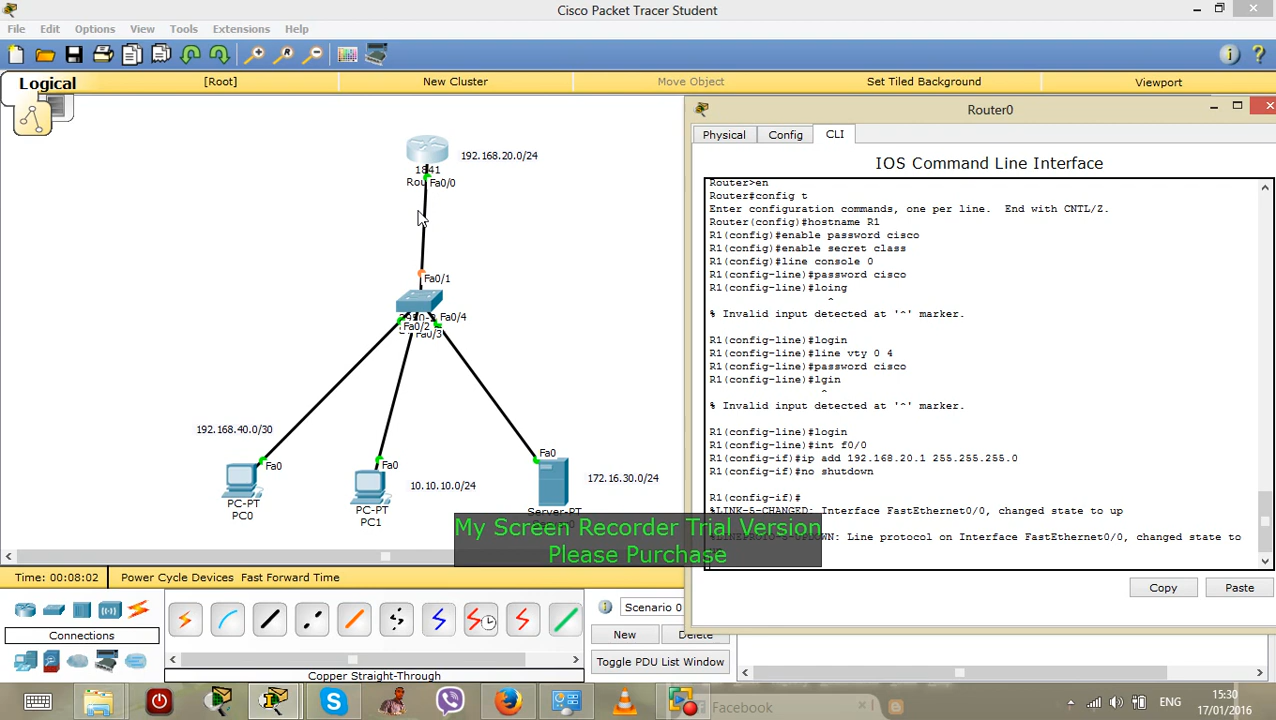 Cisco Packet Tracer Student
File Edit Options View Tools Extensions Help
Logical
[Root]
New Cluster
Move Object
Set Tiled Background
Viewport
1841
Fa0/0
192.168.20.0/24
Fa0/1
Fa0/4
Fa0/2
Fa0/3
192.168.40.0/30
Fa0
PC-PT
PC0
Fa0
PC-PT
PC1
10.10.10.0/24
Fa0
Server-PT
172.16.30.0/24
Router0
Physical Config CLI
IOS Command Line Interface
Router>en
Router#config t
Enter configuration commands, one per line. End with CNTL/Z.
Router(config)#hostname R1
R1(config)#enable password cisco
R1(config)#enable secret class
R1(config)#line console 0
R1(config-line)#password cisco
R1(config-line)#loing
^
% Invalid input detected at '^' marker.
R1(config-line)#login
R1(config-line)#line vty 0 4
R1(config-line)#password cisco
R1(config-line)#lgin
^
% Invalid input detected at '^' marker.
R1(config-line)#login
R1(config-line)#int f0/0
R1(config-if)#ip add 192.168.20.1 255.255.255.0
R1(config-if)#no shutdown
R1(config-if)#
%LINK-5-CHANGED: Interface FastEthernet0/0, changed state to up
%LINEPROTO-5-UPDOWN: Line protocol on Interface FastEthernet0/0, changed state to
Copy Paste
My Screen Recorder Trial Version
Please Purchase
Time: 00:08:02 Power Cycle Devices Fast Forward Time
Connections
Copper Straight-Through
Scenario 0
New Delete
Toggle PDU List Window
Facebook
ENG
15:30
17/01/2016